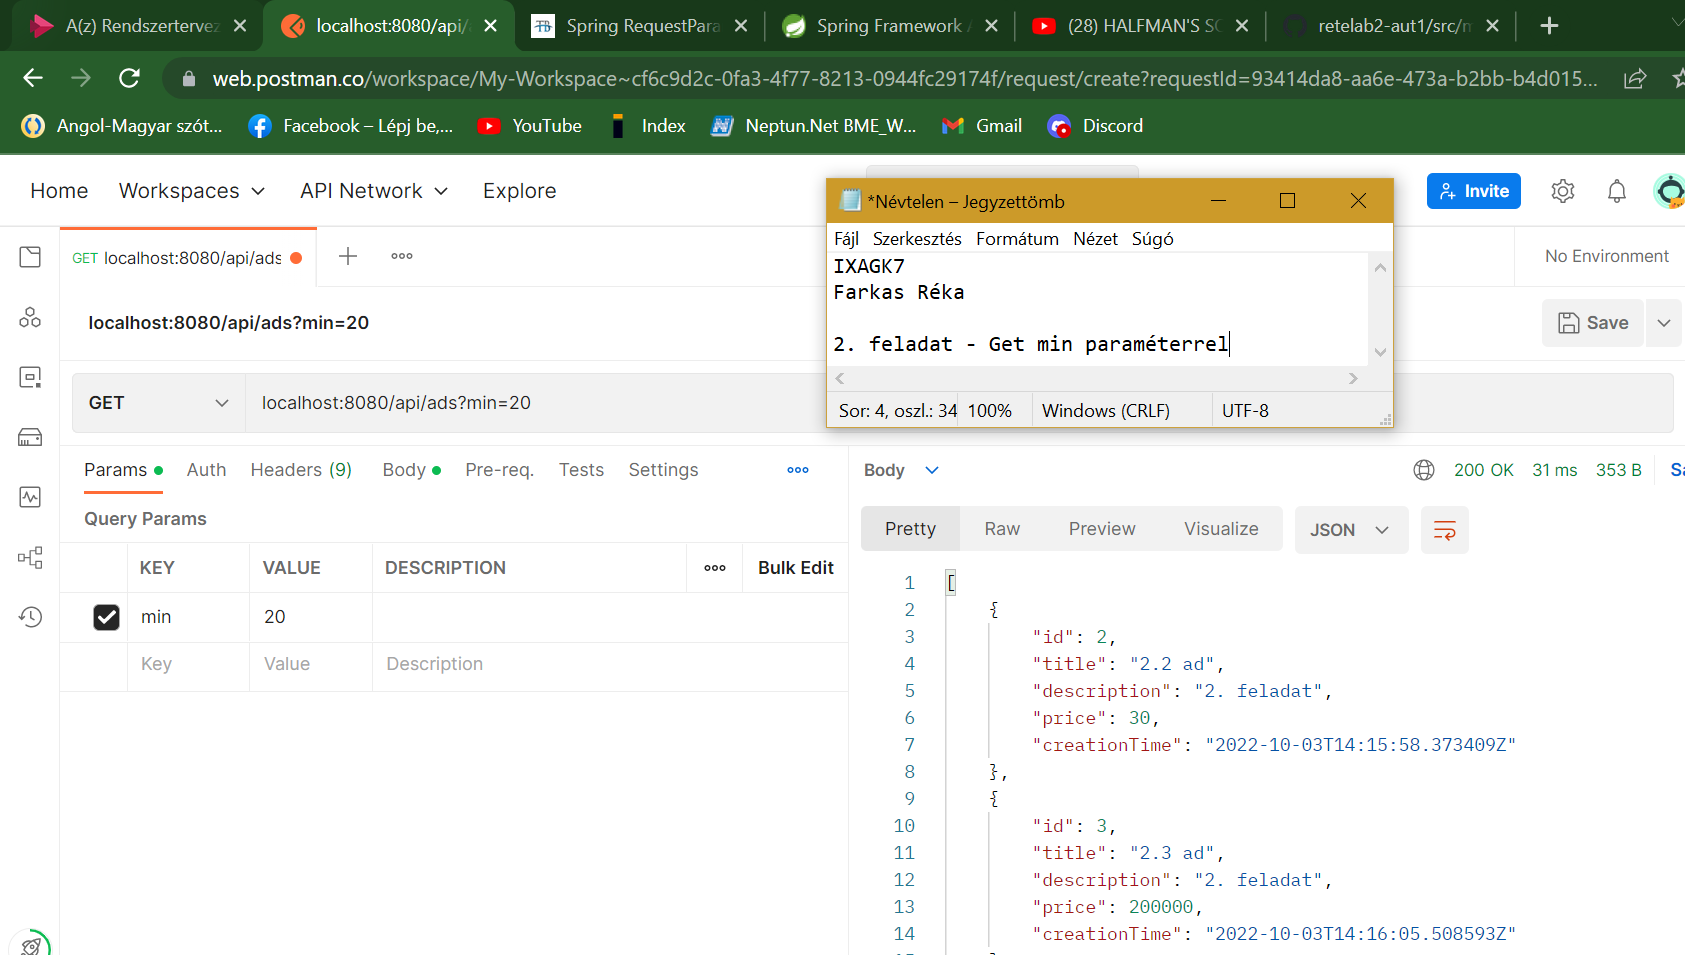 A(z) Rendszertervez
localhost:8080/api/
Spring RequestPara
Spring Framework
(28) HALFMAN'S SC
retelab2-aut1/src/m
web.postman.co/workspace/My-Workspace~cf6c9d2c-0fa3-4f77-8213-0944fc29174f/request/create?requestId=93414da8-aa6e-473a-b2bb-b4d015...
Angol-Magyar szót...
Facebook – Lépj be,...
YouTube
Index
Neptun.Net BME_W...
Gmail
Discord
Home
Workspaces
API Network
Explore
Invite
GET localhost:8080/api/ads
No Environment
localhost:8080/api/ads?min=20
Save
GET
localhost:8080/api/ads?min=20
*Névtelen – Jegyzettömb
Fájl Szerkesztés Formátum Nézet Súgó
IXAGK7
Farkas Réka
2. feladat - Get min paraméterrel
Sor: 4, oszl.: 34
100%
Windows (CRLF)
UTF-8
Params
Auth
Headers (9)
Body
Pre-req.
Tests
Settings
Query Params
KEY
VALUE
DESCRIPTION
Bulk Edit
min
20
Key
Value
Description
Body
200 OK
31 ms
353 B
Sa
Pretty
Raw
Preview
Visualize
JSON
1 [
2 {
3 "id": 2,
4 "title": "2.2 ad",
5 "description": "2. feladat",
6 "price": 30,
7 "creationTime": "2022-10-03T14:15:58.373409Z"
8 },
9 {
10 "id": 3,
11 "title": "2.3 ad",
12 "description": "2. feladat",
13 "price": 200000,
14 "creationTime": "2022-10-03T14:16:05.508593Z"